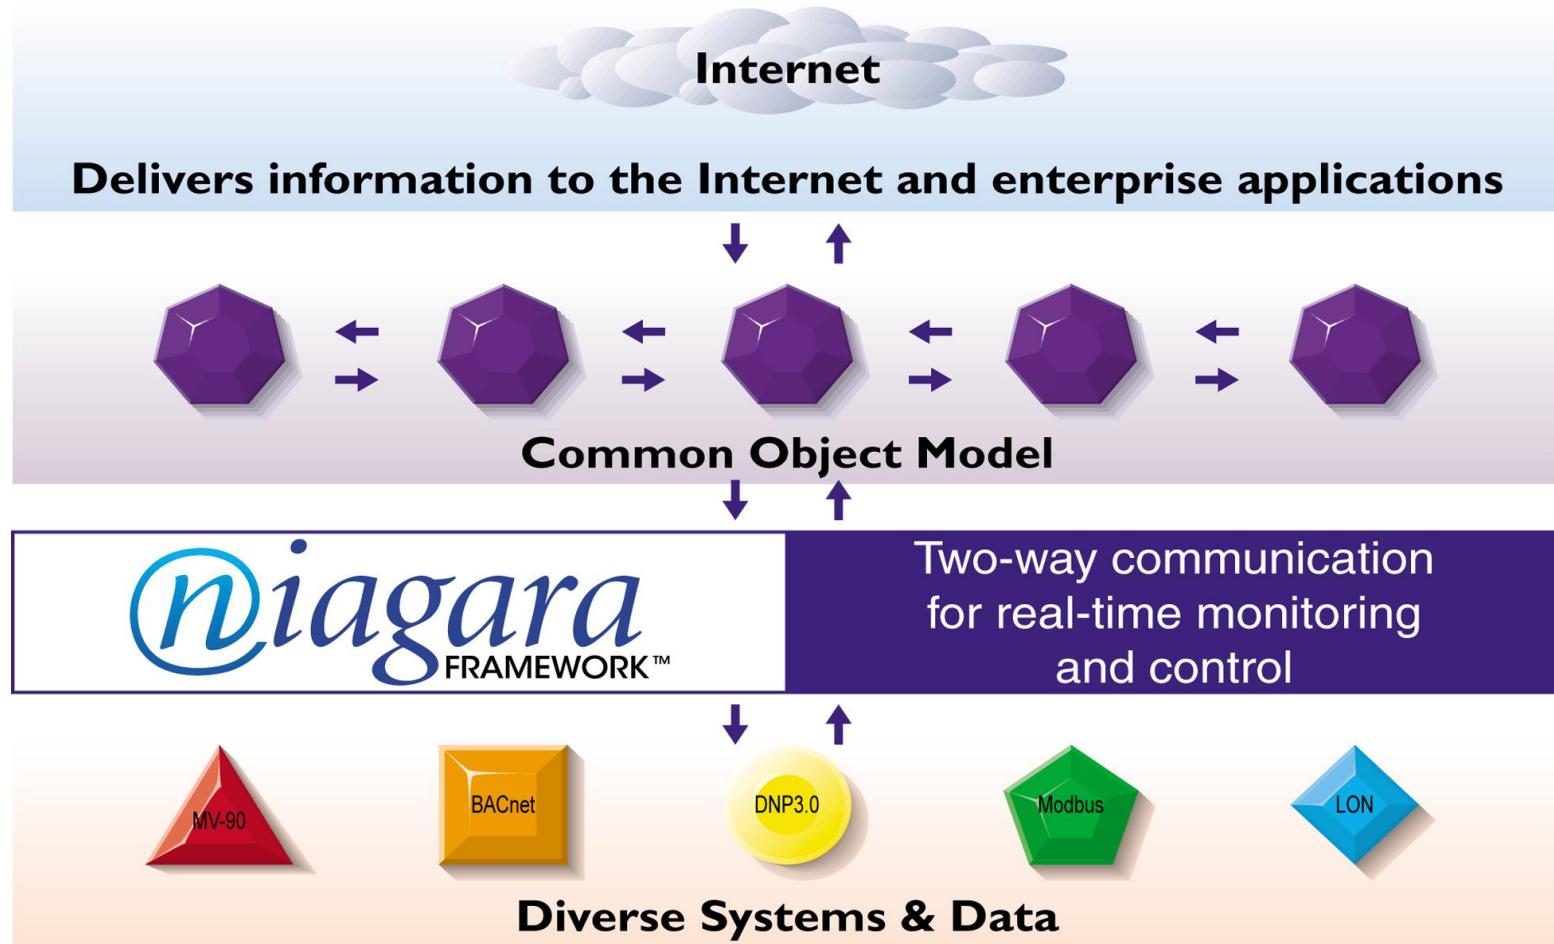 Internet
Delivers information to the Internet and enterprise applications
Common Object Model
niagara
FRAMEWORK™
Two-way communication
for real-time monitoring
and control
MV-90
BACnet
DNP3.0
Modbus
LON
Diverse Systems & Data